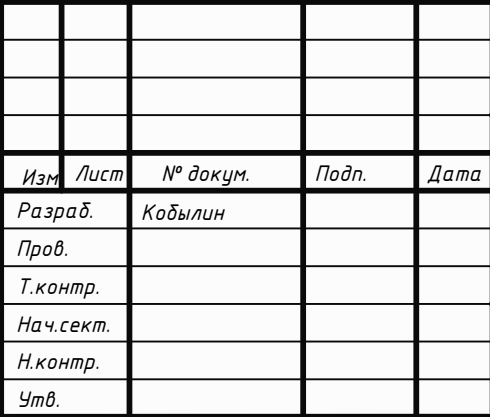 Изм Лист № докум. Подп. Дата
Разраб. Кобылин
Пров.
Т.контр.
Нач.сект.
Н.контр.
Утв.